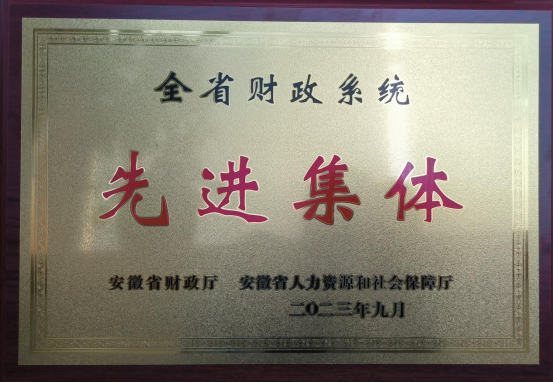 全省财政系统
先进集体
安徽省财政厅 安徽省人力资源和社会保障厅
二〇二三年九月